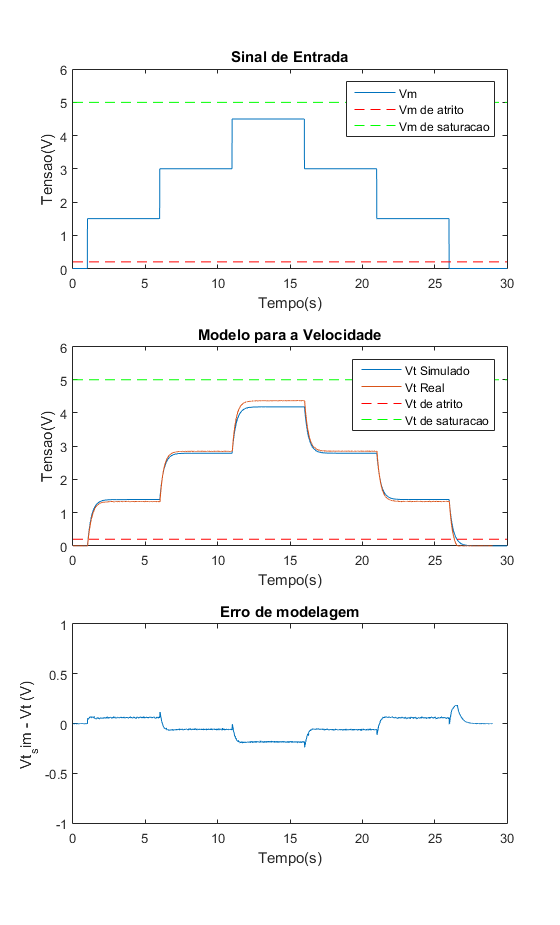 Sinal de Entrada
6
5
4
3
2
1
0
Tensao(V)
Vm
Vm de atrito
Vm de saturacao
0 5 10 15 20 25 30
Tempo(s)
Modelo para a Velocidade
6
5
4
3
2
1
0
Tensao(V)
Vt Simulado
Vt Real
Vt de atrito
Vt de saturacao
0 5 10 15 20 25 30
Tempo(s)
Erro de modelagem
1
0.5
0
-0.5
-1
Vt_sim - Vt (V)
0 5 10 15 20 25 30
Tempo(s)